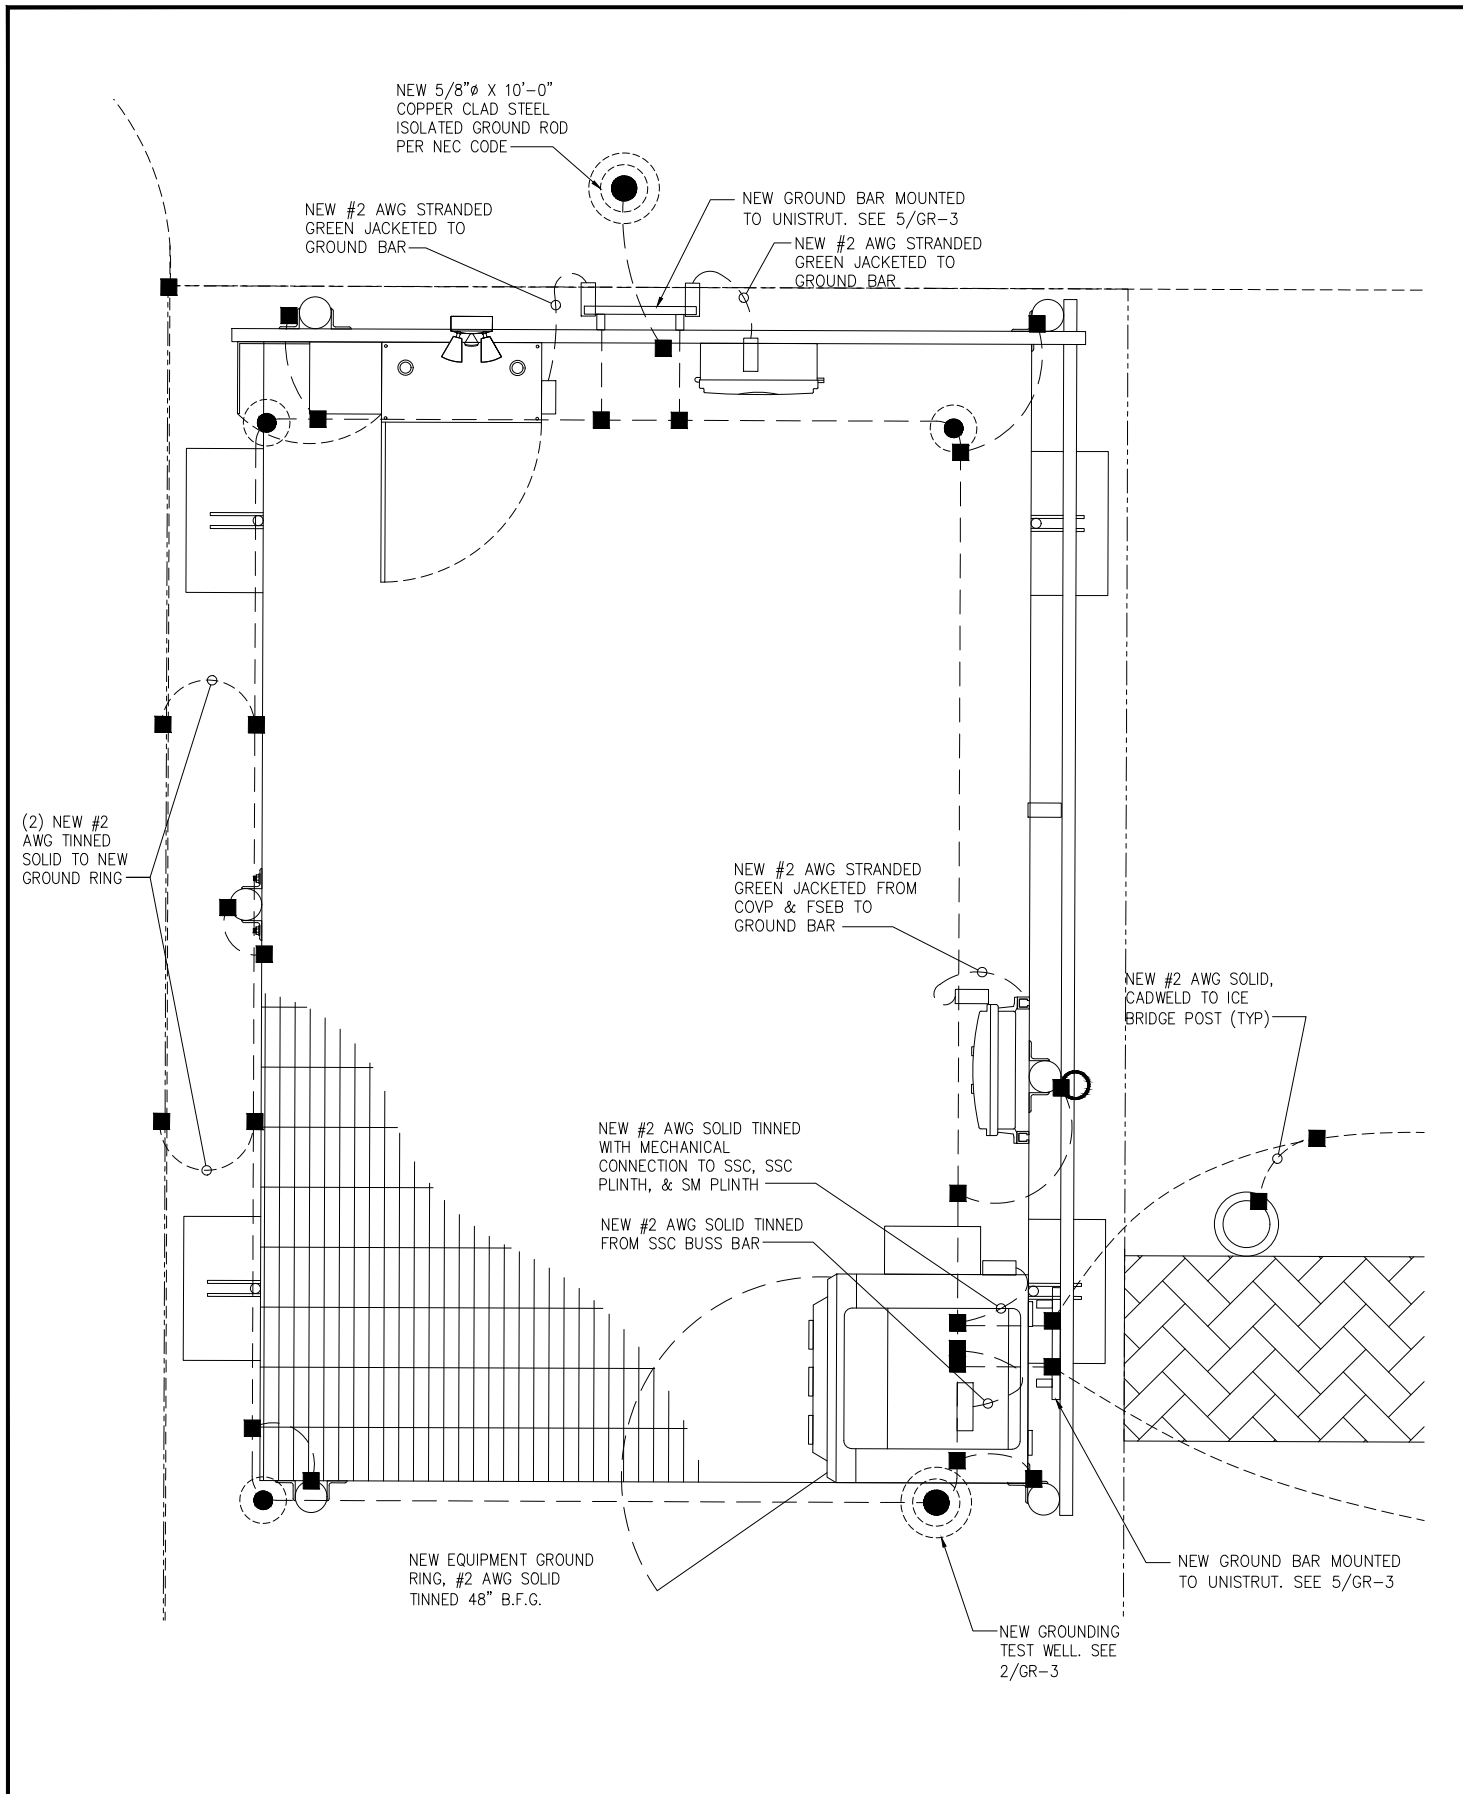 NEW 5/8"ø X 10'-0"
COPPER CLAD STEEL
ISOLATED GROUND ROD
PER NEC CODE
NEW #2 AWG STRANDED
GREEN JACKETED TO
GROUND BAR
NEW GROUND BAR MOUNTED
TO UNISTRUT. SEE 5/GR-3
NEW #2 AWG STRANDED
GREEN JACKETED TO
GROUND BAR
(2) NEW #2
AWG TINNED
SOLID TO NEW
GROUND RING
NEW #2 AWG STRANDED
GREEN JACKETED FROM
COVP & FSEB TO
GROUND BAR
NEW #2 AWG SOLID,
CADWELD TO ICE
BRIDGE POST (TYP)
NEW #2 AWG SOLID TINNED
WITH MECHANICAL
CONNECTION TO SSC, SSC
PLINTH, & SM PLINTH
NEW #2 AWG SOLID TINNED
FROM SSC BUSS BAR
NEW EQUIPMENT GROUND
RING, #2 AWG SOLID
TINNED 48" B.F.G.
NEW GROUND BAR MOUNTED
TO UNISTRUT. SEE 5/GR-3
NEW GROUNDING
TEST WELL. SEE
2/GR-3